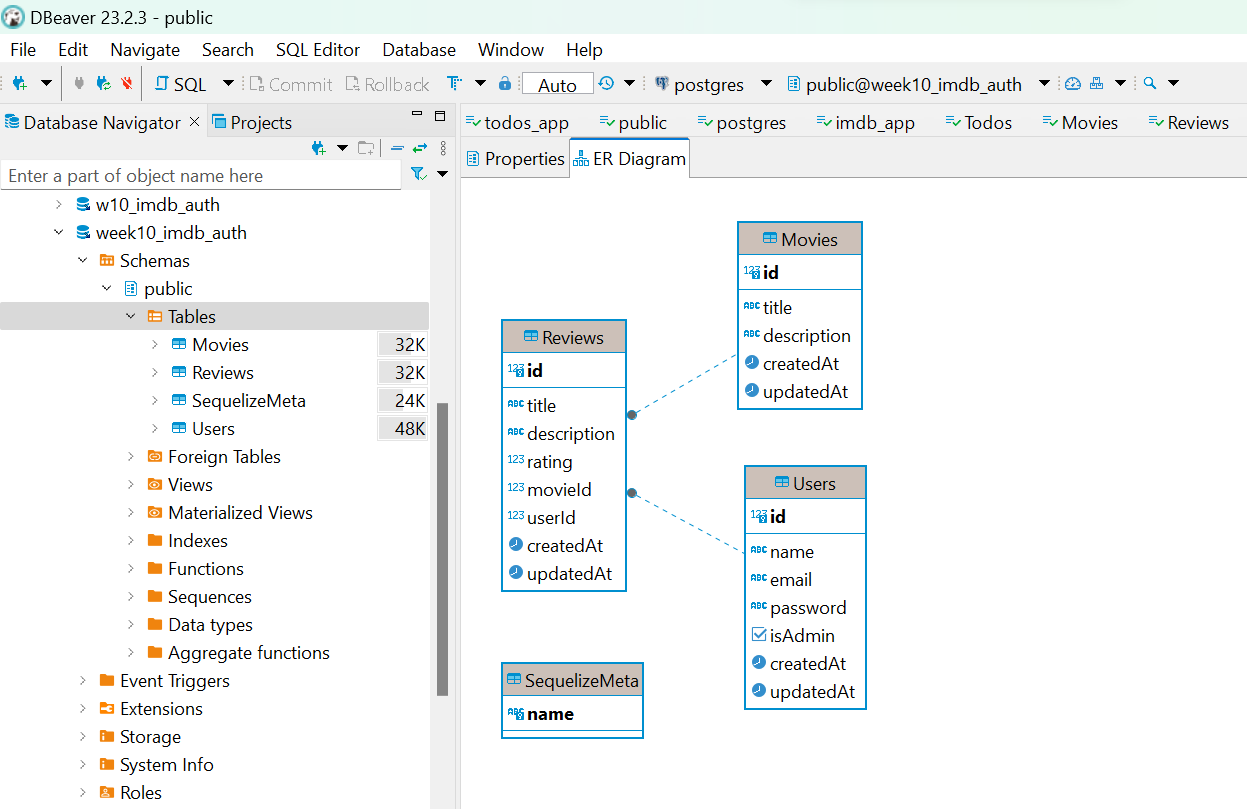 DBeaver 23.2.3 - public
File Edit Navigate Search SQL Editor Database Window Help
SQL Commit Rollback Auto postgres public@week10_imdb_auth
Database Navigator Projects
todos_app public postgres imdb_app Todos Movies Reviews
Properties ER Diagram
Enter a part of object name here
w10_imdb_auth
week10_imdb_auth
Schemas
public
Tables
Movies 32K
Reviews 32K
SequelizeMeta 24K
Users 48K
Foreign Tables
Views
Materialized Views
Indexes
Functions
Sequences
Data types
Aggregate functions
Event Triggers
Extensions
Storage
System Info
Roles
Movies
123 id
ABC title
ABC description
createdAt
updatedAt
Reviews
123 id
ABC title
ABC description
123 rating
123 movieId
123 userId
createdAt
updatedAt
Users
123 id
ABC name
ABC email
ABC password
isAdmin
createdAt
updatedAt
SequelizeMeta
ABC name